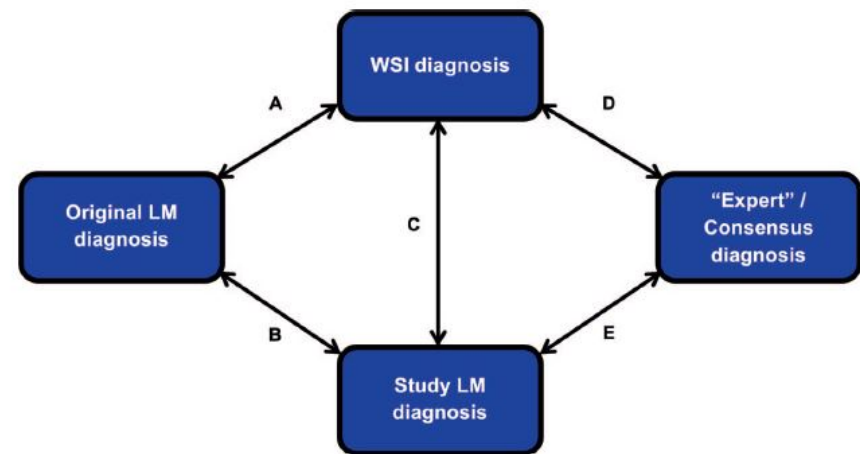 WSI diagnosis
A
D
Original LM
diagnosis
C
“Expert” /
Consensus
diagnosis
B
E
Study LM
diagnosis